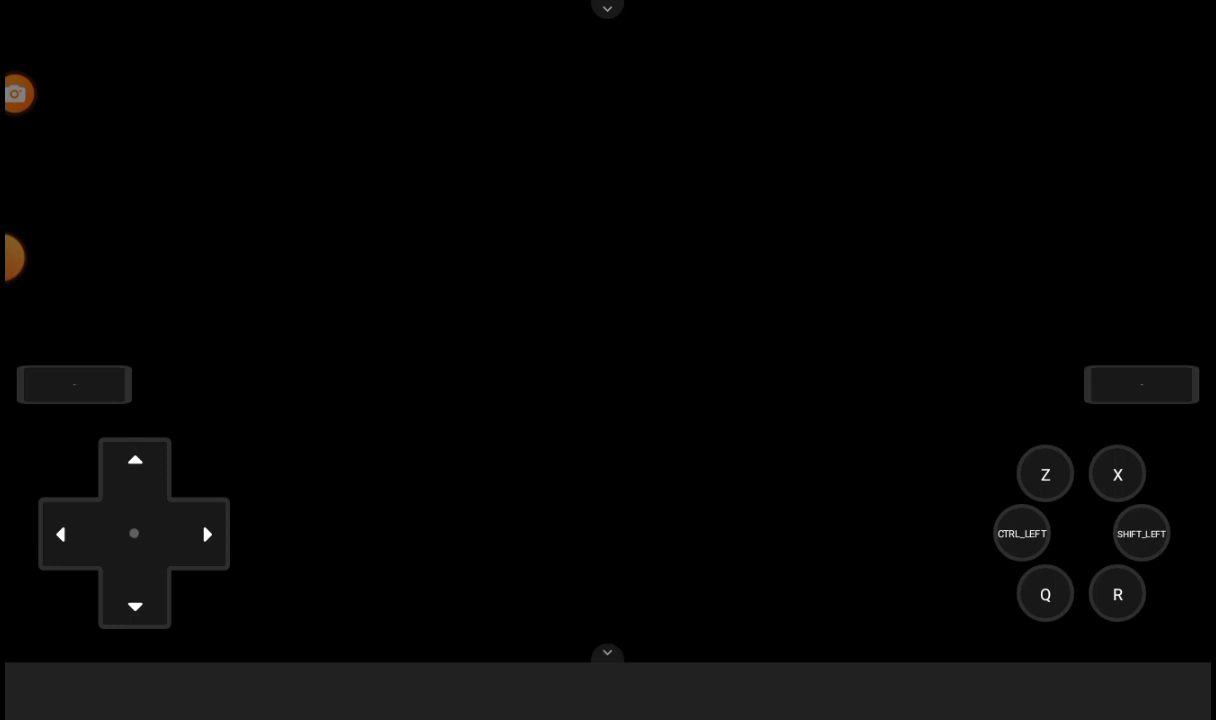 -
-
Z
X
CTRL_LEFT
SHIFT_LEFT
Q
R